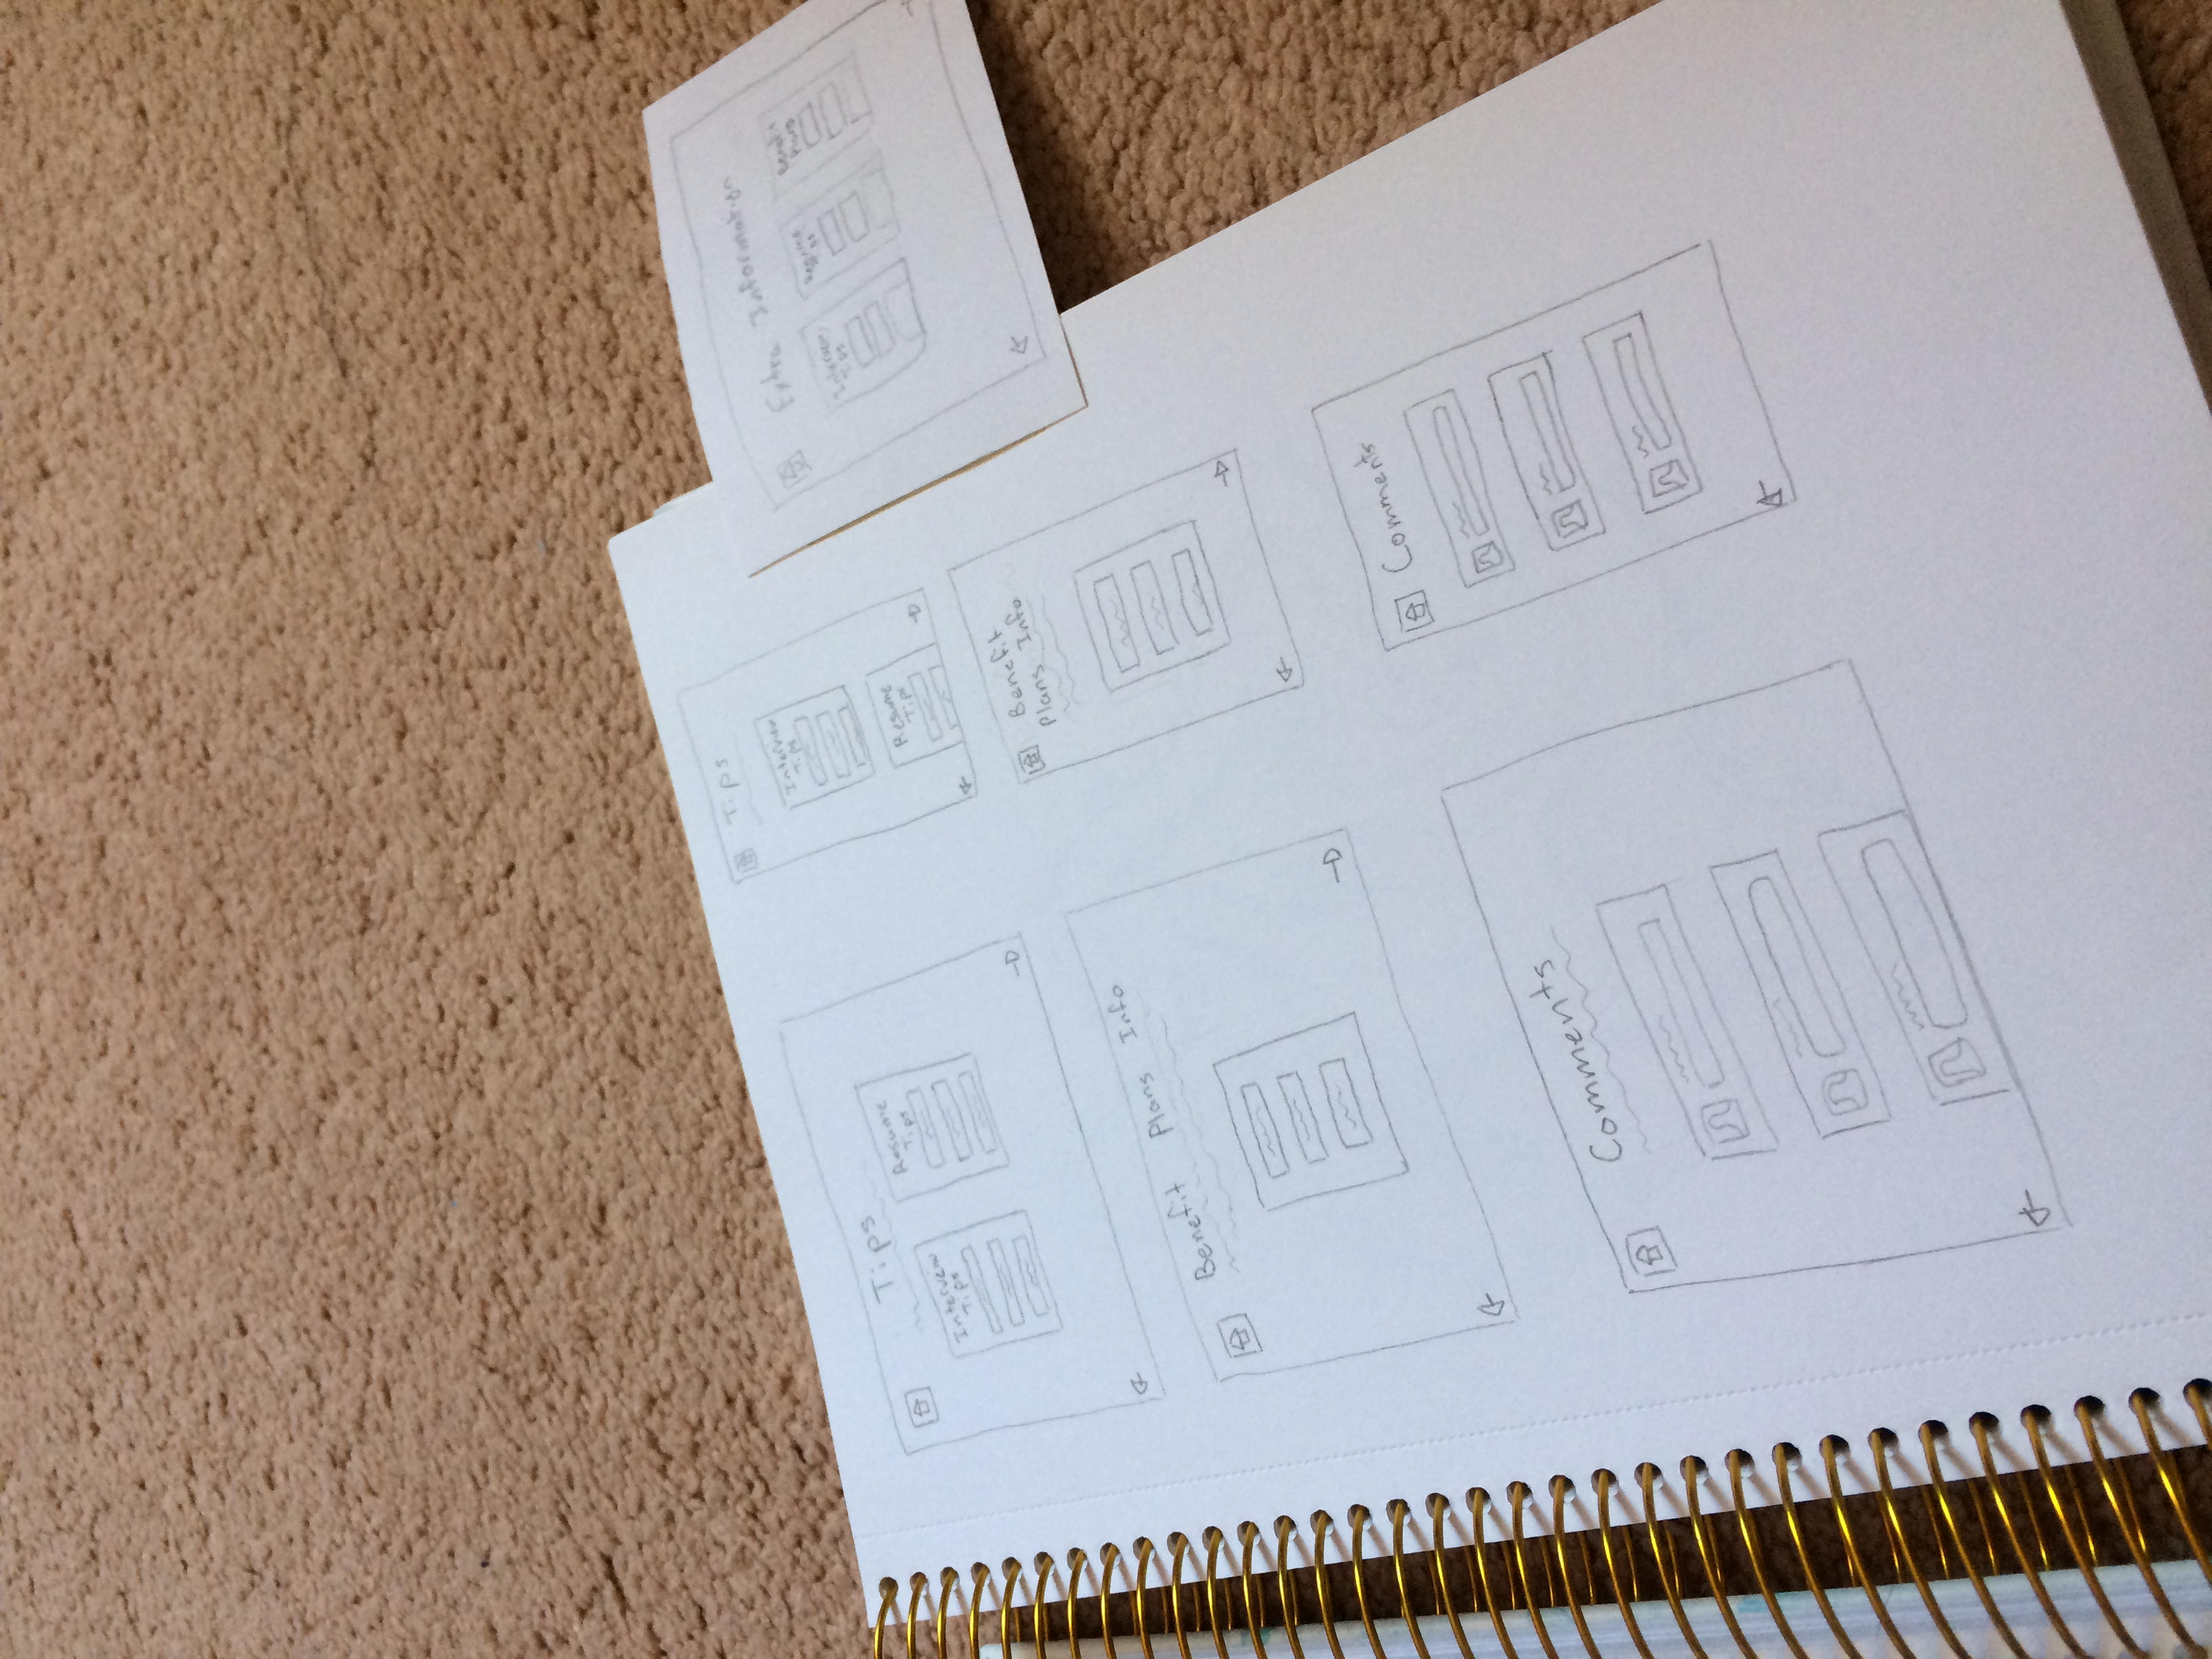 Tips
Interveiw
Tips
Resume
Tips
Tips
Interview
Tips
Resume
Tips
Extra Information
Interview
Tips
Resume
Tips
Benefit
Plans
Benefit Plans Info
Benefit
Plans Info
Comments
Comments